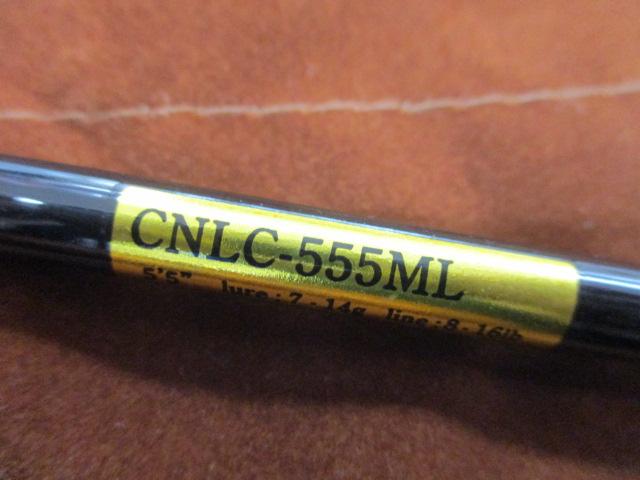 CNLC-555ML
5'5" lure : 7 - 14g line : 8 - 16lb